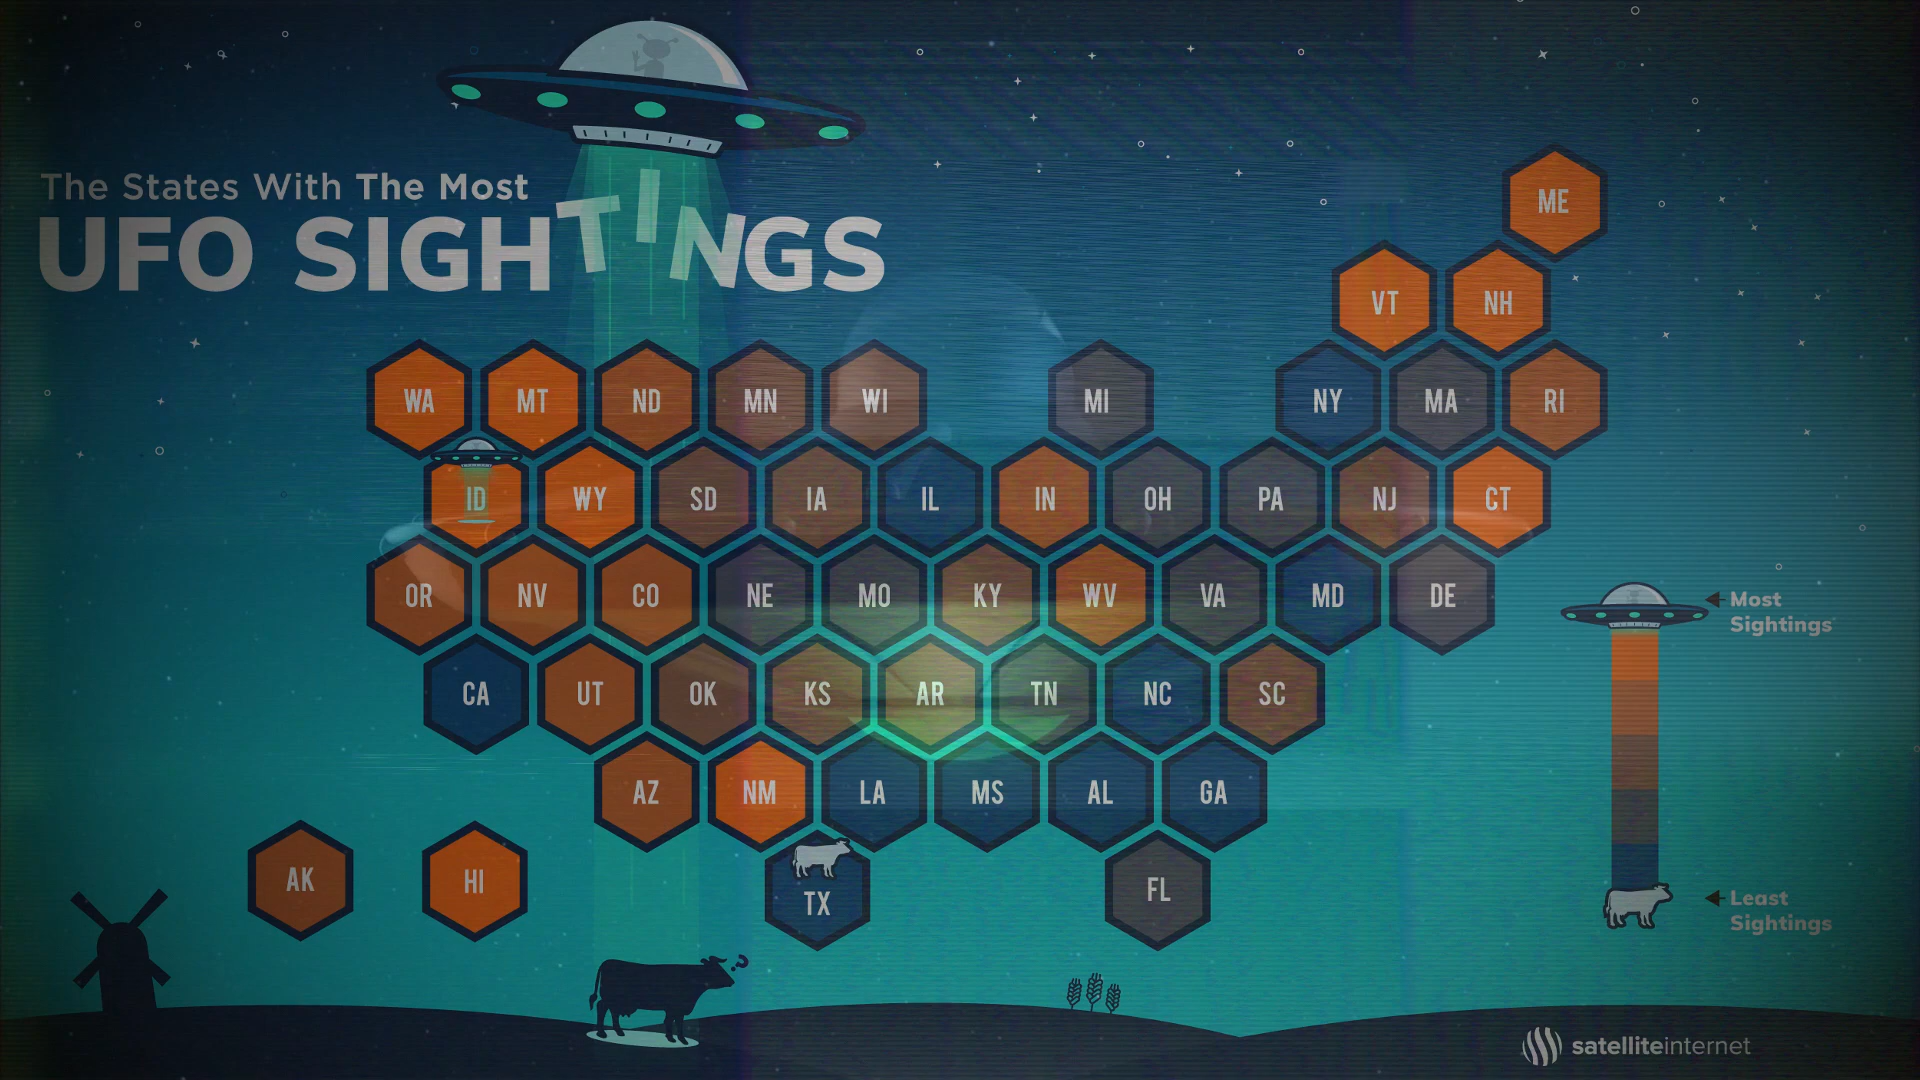 The States With The Most
UFO SIGHTINGS
ME
VT NH
WA MT ND MN WI MI NY MA RI
ID WY SD IA IL IN OH PA NJ CT
OR NV CO NE MO KY WV VA MD DE
Most
Sightings
CA UT OK KS AR TN NC SC
AZ NM LA MS AL GA
AK HI TX FL
Least
Sightings
?
satelliteinternet